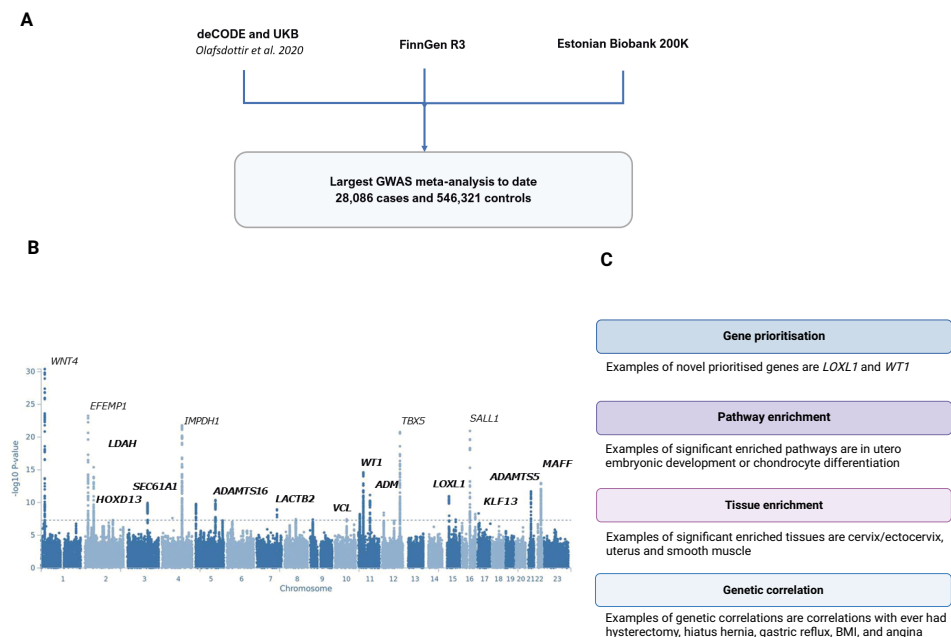 A
deCODE and UKB
Olafsdottir et al. 2020
FinnGen R3
Estonian Biobank 200K
Largest GWAS meta-analysis to date
28,086 cases and 546,321 controls
B
WNT4
EFEMP1
LDAH
HOXD13
SEC61A1
IMPDH1
ADAMTS16
LACTB2
VCL
WT1
ADM
TBX5
LOXL1
SALL1
KLF13
ADAMTS5
MAFF
-log10 P-value
30
25
20
15
10
5
0
1 2 3 4 5 6 7 8 9 10 11 12 13 14 15 16 17 18 19 20 21 22 23
Chromosome
C
Gene prioritisation
Examples of novel prioritised genes are LOXL1 and WT1
Pathway enrichment
Examples of significant enriched pathways are in utero
embryonic development or chondrocyte differentiation
Tissue enrichment
Examples of significant enriched tissues are cervix/ectocervix,
uterus and smooth muscle
Genetic correlation
Examples of genetic correlations are correlations with ever had
hysterectomy, hiatus hernia, gastric reflux, BMI, and angina